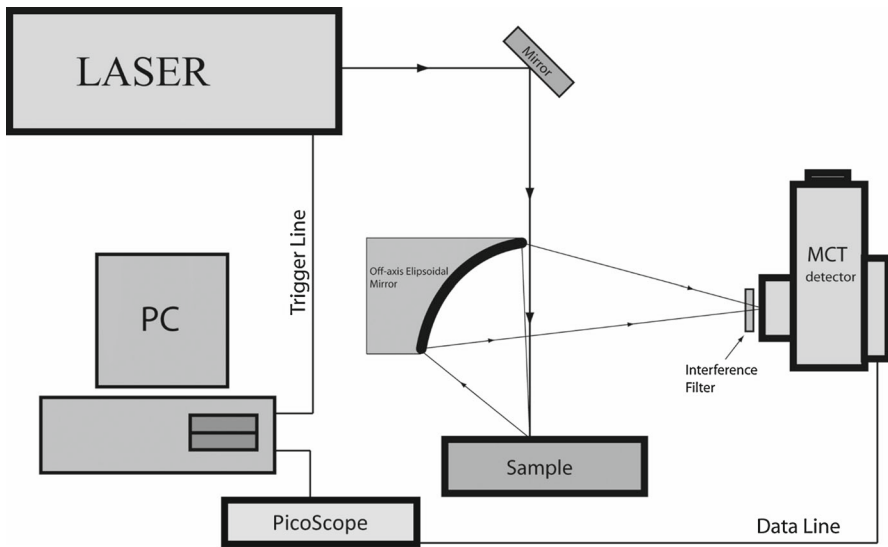 LASER
Mirror
Trigger Line
Off-axis Elipsoidal
Mirror
MCT
detector
PC
Interference
Filter
Sample
PicoScope
Data Line